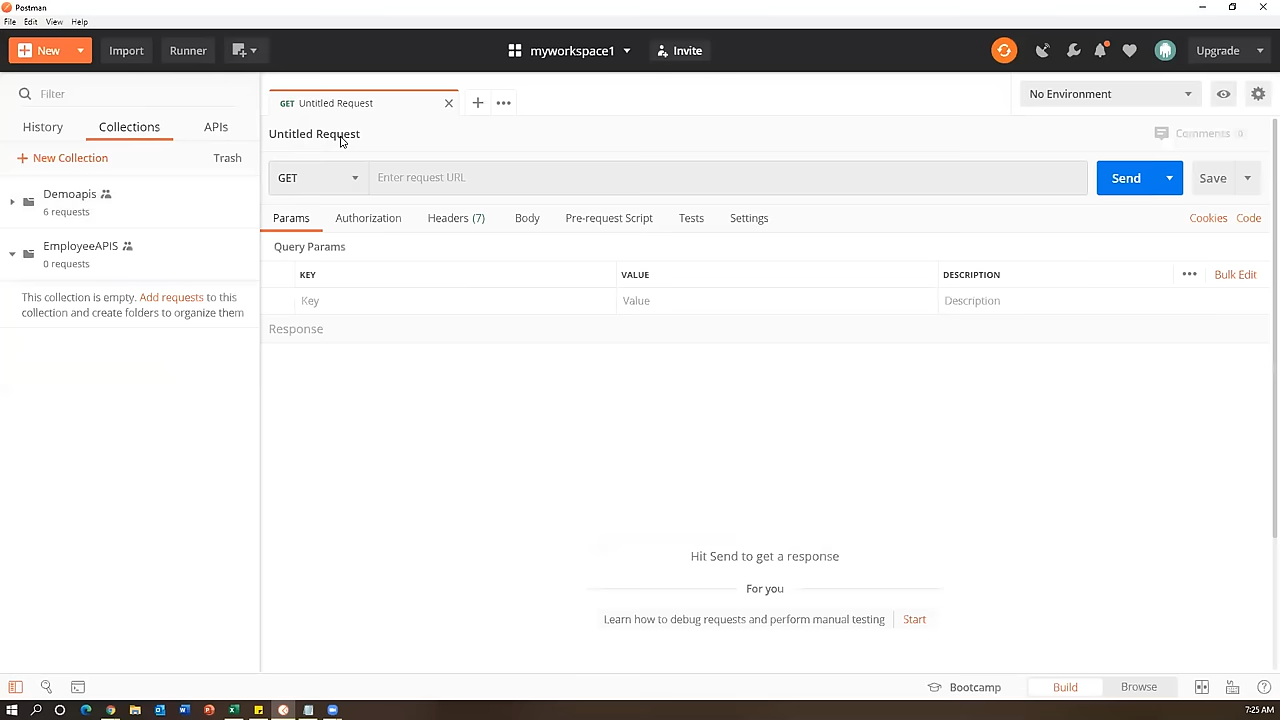 Postman
File Edit View Help
New Import Runner myworkspace1 Invite Upgrade
Filter
GET Untitled Request No Environment
History Collections APIs
Untitled Request Comments 0
New Collection Trash
GET Enter request URL Send Save
Demoapis
6 requests
Params Authorization Headers (7) Body Pre-request Script Tests Settings Cookies Code
EmployeeAPIS
0 requests
Query Params
KEY VALUE DESCRIPTION Bulk Edit
Key Value Description
This collection is empty. Add requests to this
collection and create folders to organize them
Response
Hit Send to get a response
For you
Learn how to debug requests and perform manual testing Start
Bootcamp Build Browse
7:25 AM